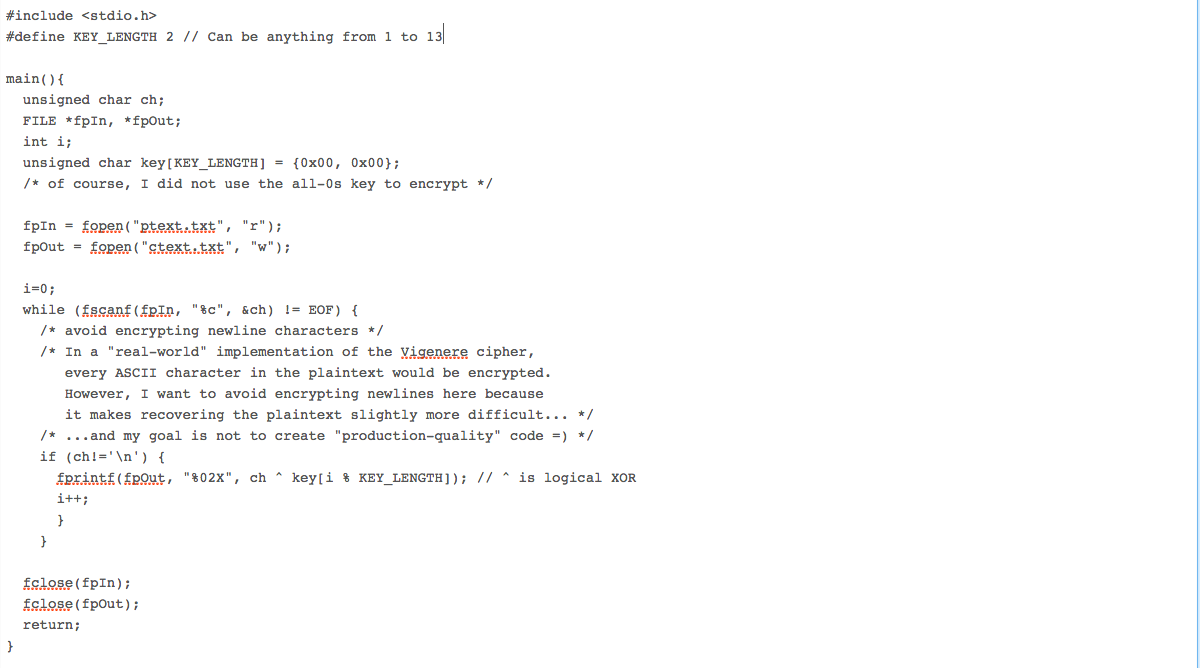 #include <stdio.h>
#define KEY_LENGTH 2 // Can be anything from 1 to 13
main(){
unsigned char ch;
FILE *fpIn, *fpOut;
int i;
unsigned char key[KEY_LENGTH] = {0x00, 0x00};
/* of course, I did not use the all-0s key to encrypt */
fpIn = fopen("ptext.txt", "r");
fpOut = fopen("ctext.txt", "w");
i=0;
while (fscanf(fpIn, "%c", &ch) != EOF) {
/* avoid encrypting newline characters */
/* In a "real-world" implementation of the Vigenere cipher,
every ASCII character in the plaintext would be encrypted.
However, I want to avoid encrypting newlines here because
it makes recovering the plaintext slightly more difficult... */
/* ...and my goal is not to create "production-quality" code =) */
if (ch!='\n') {
fprintf(fpOut, "%02X", ch ^ key[i % KEY_LENGTH]); // ^ is logical XOR
i++;
}
}
fclose(fpIn);
fclose(fpOut);
return;
}